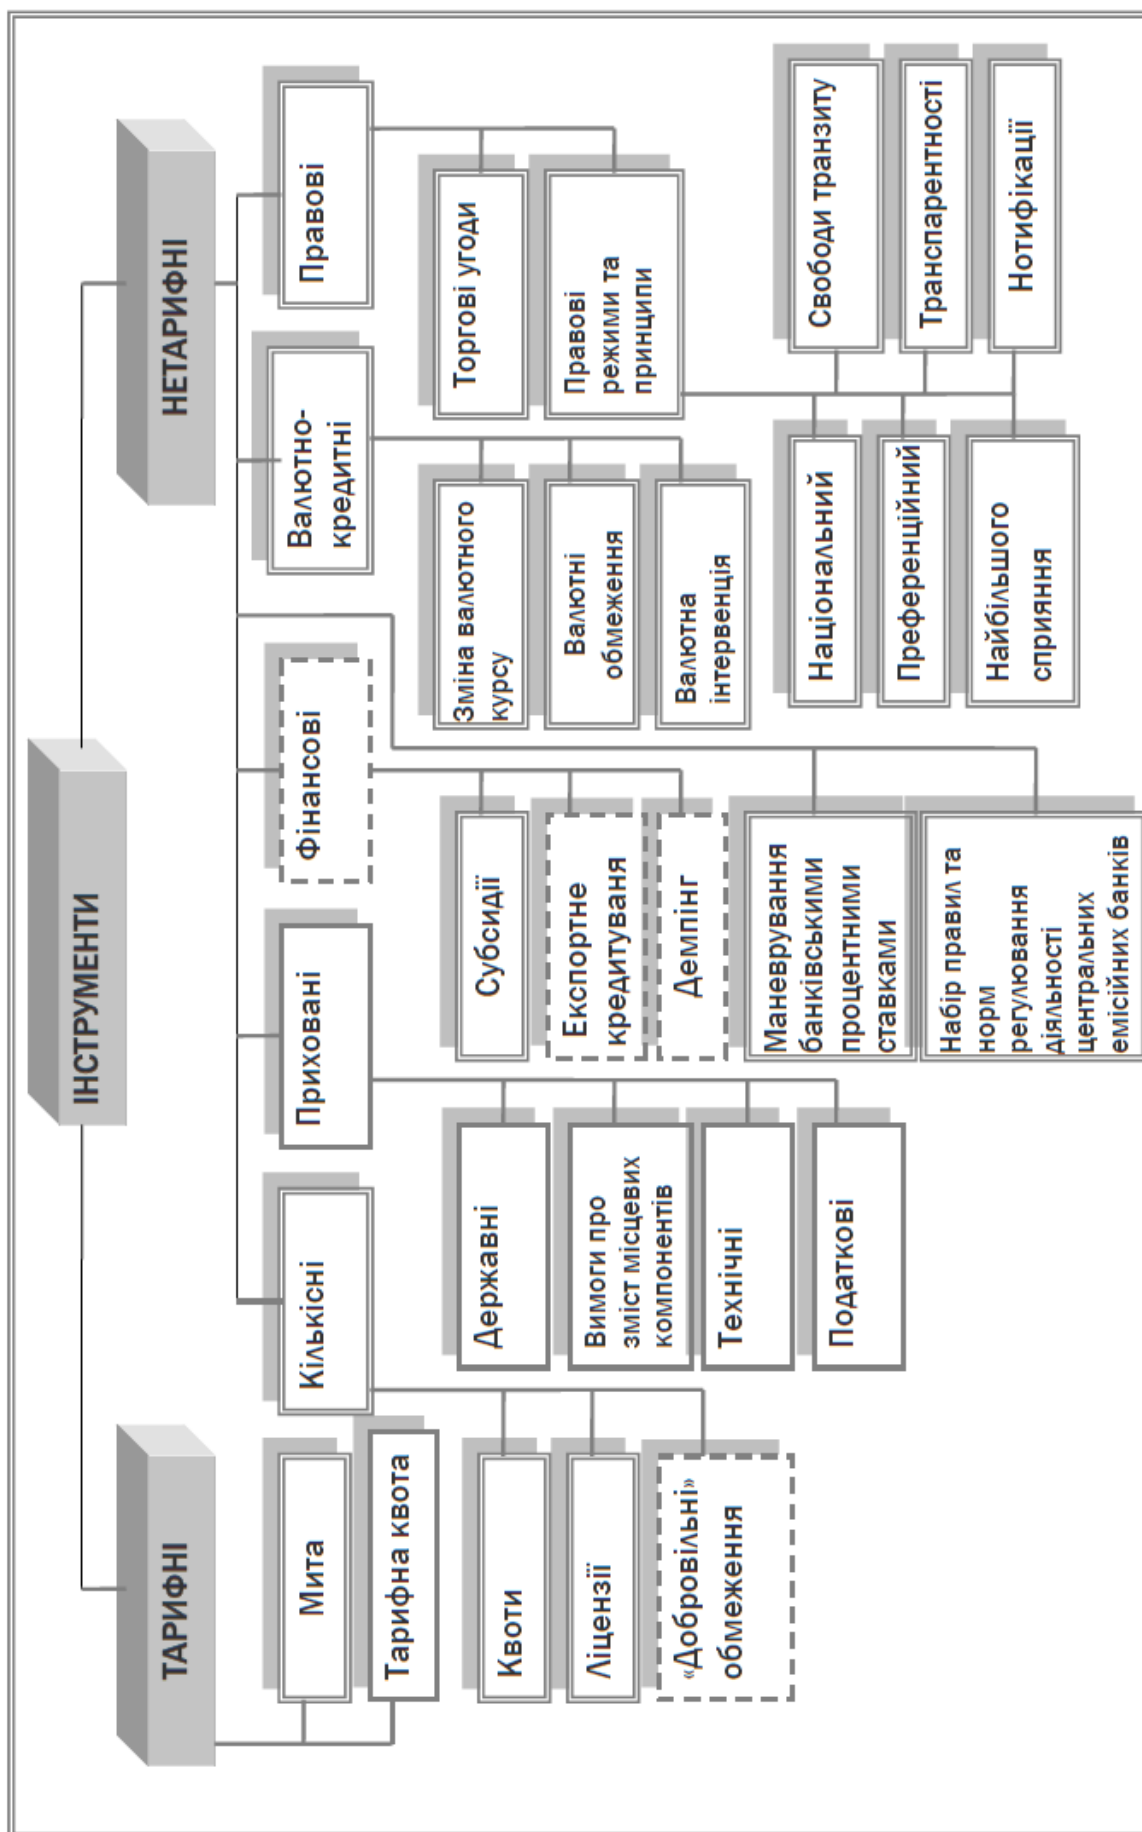 ІНСТРУМЕНТИ
ТАРИФНІ
НЕТАРИФНІ
Мита
Тарифна квота
Кількісні
Приховані
Фінансові
Валютно-
кредитні
Правові
Квоти
Ліцензії
«Добровільні»
обмеження
Державні
Вимоги про
зміст місцевих
компонентів
Технічні
Податкові
Субсидії
Експортне
кредитуваня
Демпінг
Маневрування
банківськими
процентними
ставками
Набір правил та
норм
регулювання
діяльності
центральних
емісійних банків
Зміна валютного
курсу
Валютні
обмеження
Валютна
інтервенція
Торгові угоди
Правові
режими та
принципи
Національний
Преференційний
Найбільшого
сприяння
Свободи транзиту
Транспарентності
Нотифікації